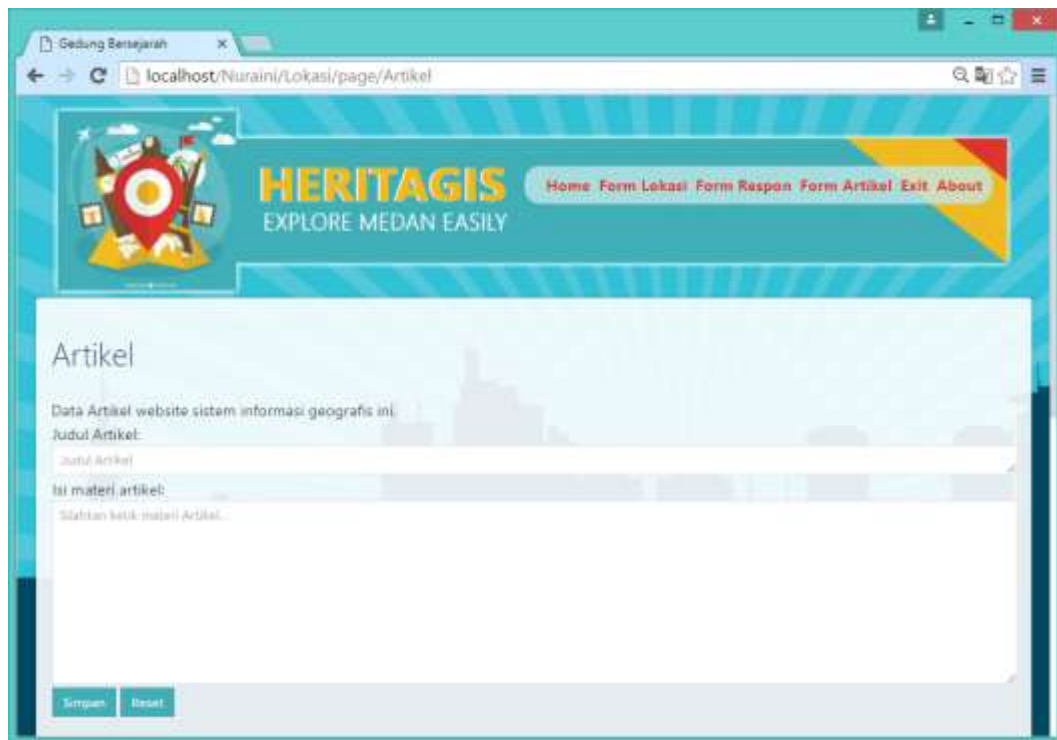 Gedung Bersejarah
localhost/Nuraini/Lokasi/page/Artikel
HERITAGIS
EXPLORE MEDAN EASILY
Home Form Lokasi Form Respon Form Artikel Exit About
Artikel
Data Artikel website sistem informasi geografis ini.
Judul Artikel:
Judul Artikel
Isi materi artikel:
Silahkan ketik materi Artikel...
Simpan Reset